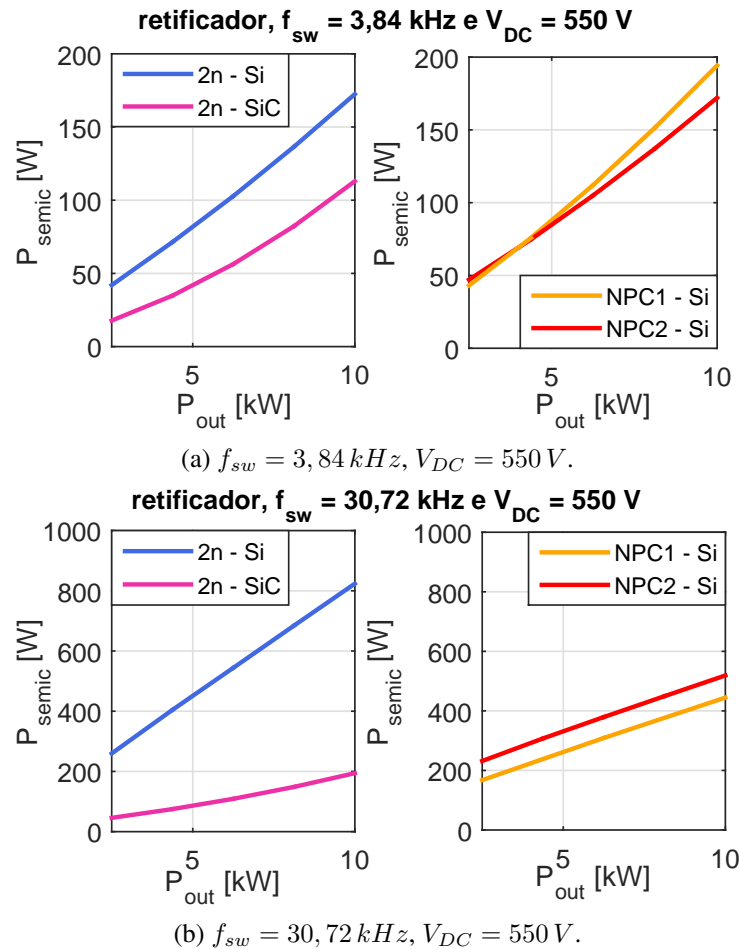 retificador, f_sw = 3,84 kHz e V_DC = 550 V
P_semic [W]
200
150
100
50
0
2n - Si
2n - SiC
5
10
P_out [kW]
P_semic [W]
200
150
100
50
0
NPC1 - Si
NPC2 - Si
5
10
P_out [kW]
(a) f_sw = 3, 84 kHz, V_DC = 550 V.
retificador, f_sw = 30,72 kHz e V_DC = 550 V
P_semic [W]
1000
800
600
400
200
0
2n - Si
2n - SiC
5
10
P_out [kW]
P_semic [W]
1000
800
600
400
200
0
NPC1 - Si
NPC2 - Si
5
10
P_out [kW]
(b) f_sw = 30, 72 kHz, V_DC = 550 V.